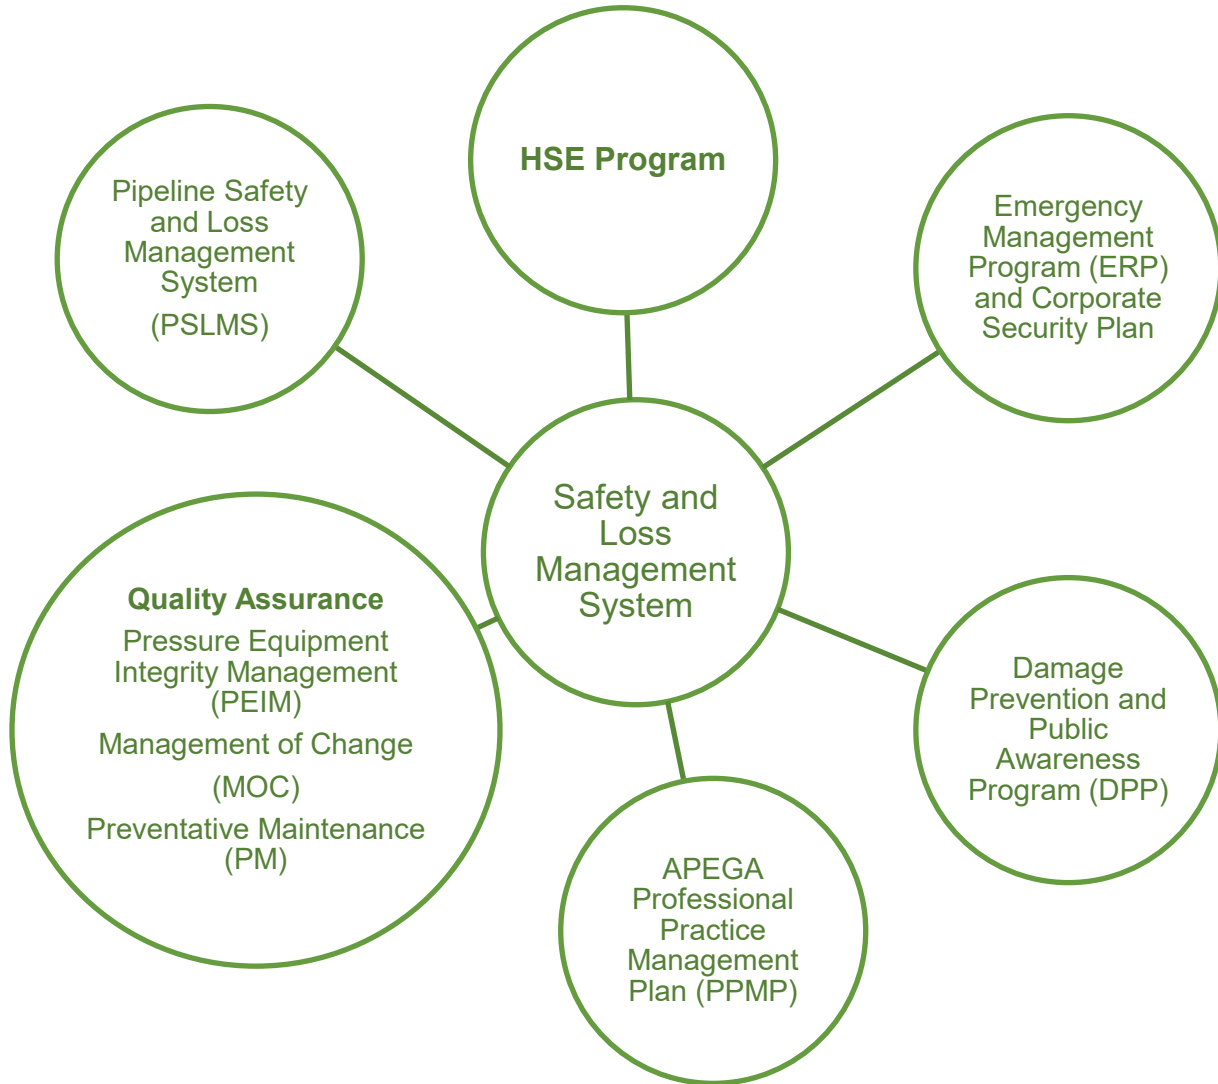 HSE Program
Pipeline Safety
and Loss
Management
System
(PSLMS)
Emergency
Management
Program (ERP)
and Corporate
Security Plan
Safety and
Loss
Management
System
Quality Assurance
Pressure Equipment
Integrity Management
(PEIM)
Management of Change
(MOC)
Preventative Maintenance
(PM)
Damage
Prevention and
Public
Awareness
Program (DPP)
APEGA
Professional
Practice
Management
Plan (PPMP)